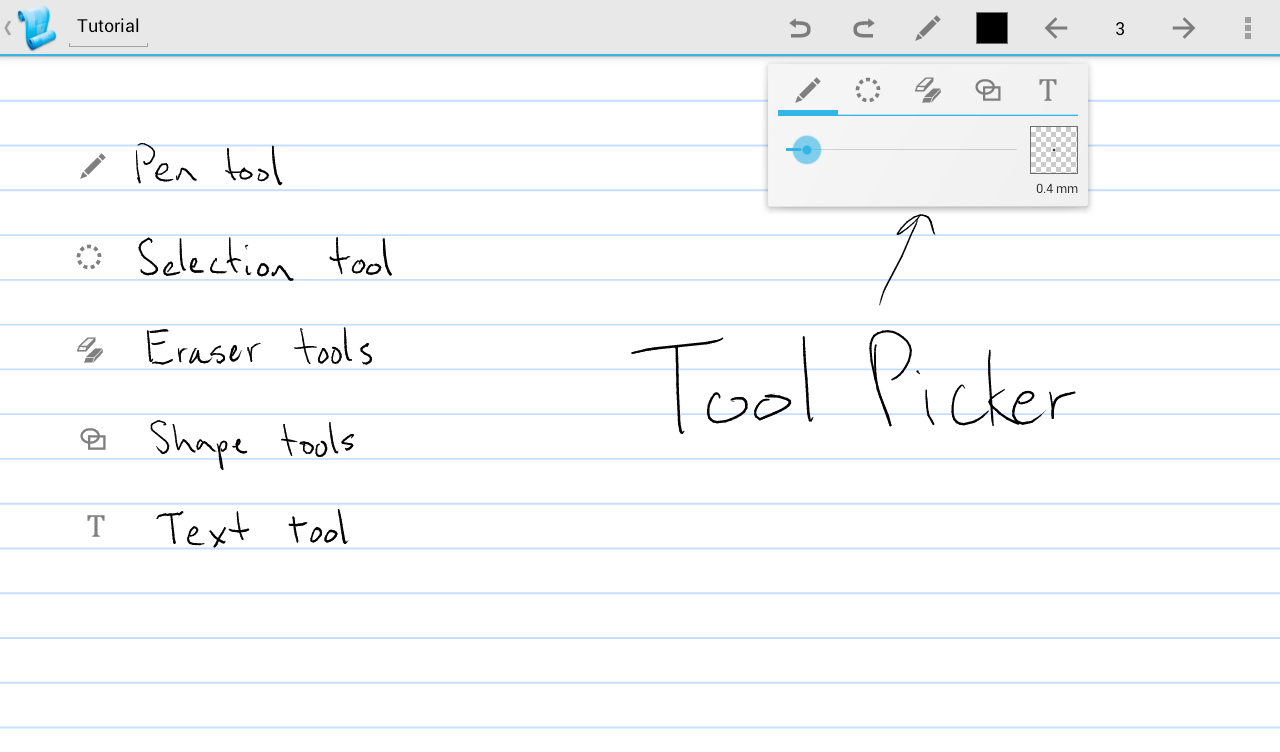 Tutorial
3
T
0.4 mm
Pen tool
Selection tool
Eraser tools
Shape tools
T Text tool
Tool Picker